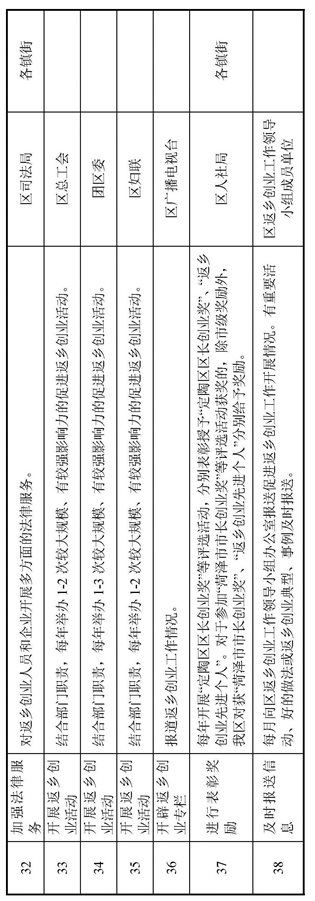 32
加强法律服
务
对返乡创业人员和企业开展多方面的法律服务。
区司法局
各镇街
33
开展返乡创
业活动
结合部门职责，每年举办 1-2 次较大规模、有较强影响力的促进返乡创业活动。
区总工会
34
开展返乡创
业活动
结合部门职责，每年举办 1-3 次较大规模、有较强影响力的促进返乡创业活动。
团区委
35
开展返乡创
业活动
结合部门职责，每年举办 1-2 次较大规模、有较强影响力的促进返乡创业活动。
区妇联
36
开辟返乡创
业专栏
报道返乡创业工作情况。
区广播电视台
37
进行表彰奖
励
每年开展“定陶区区长创业奖”等评选活动，分别表彰授予“定陶区区长创业奖”、“返乡
创业先进个人”。对于参加“菏泽市市长创业奖”等评选活动获奖的，除市级奖励外，
我区对获“菏泽市市长创业奖”、“返乡创业先进个人”分别给予奖励。
区人社局
各镇街
38
及时报送信
息
每月向区返乡创业工作领导小组办公室报送促进返乡创业工作开展情况。有重要活
动、好的做法或返乡创业典型、事例及时报送。
区返乡创业工作领导
小组成员单位